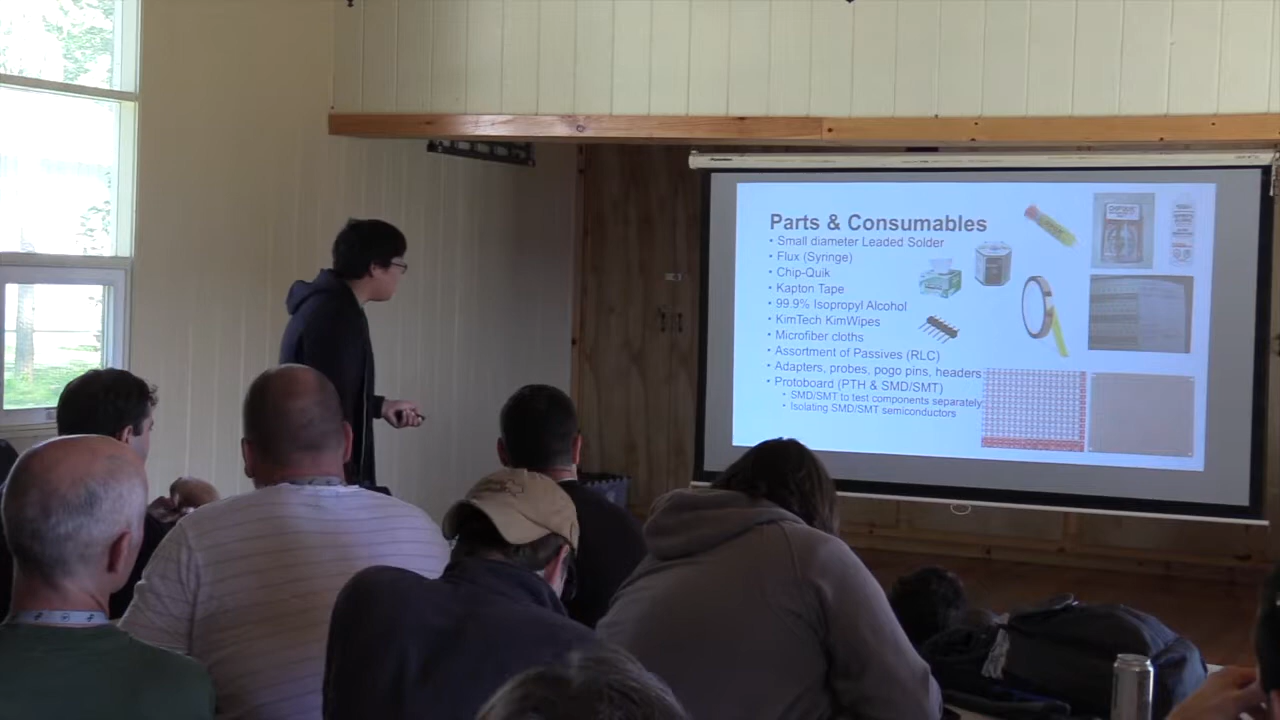 Parts & Consumables
• Small diameter Leaded Solder
• Flux (Syringe)
• Chip-Quik
• Kapton Tape
• 99.9% Isopropyl Alcohol
• KimTech KimWipes
• Microfiber cloths
• Assortment of Passives (RLC)
• Adapters, probes, pogo pins, headers
• Protoboard (PTH & SMD/SMT)
• SMD/SMT to test components separately
• Isolating SMD/SMT semiconductors